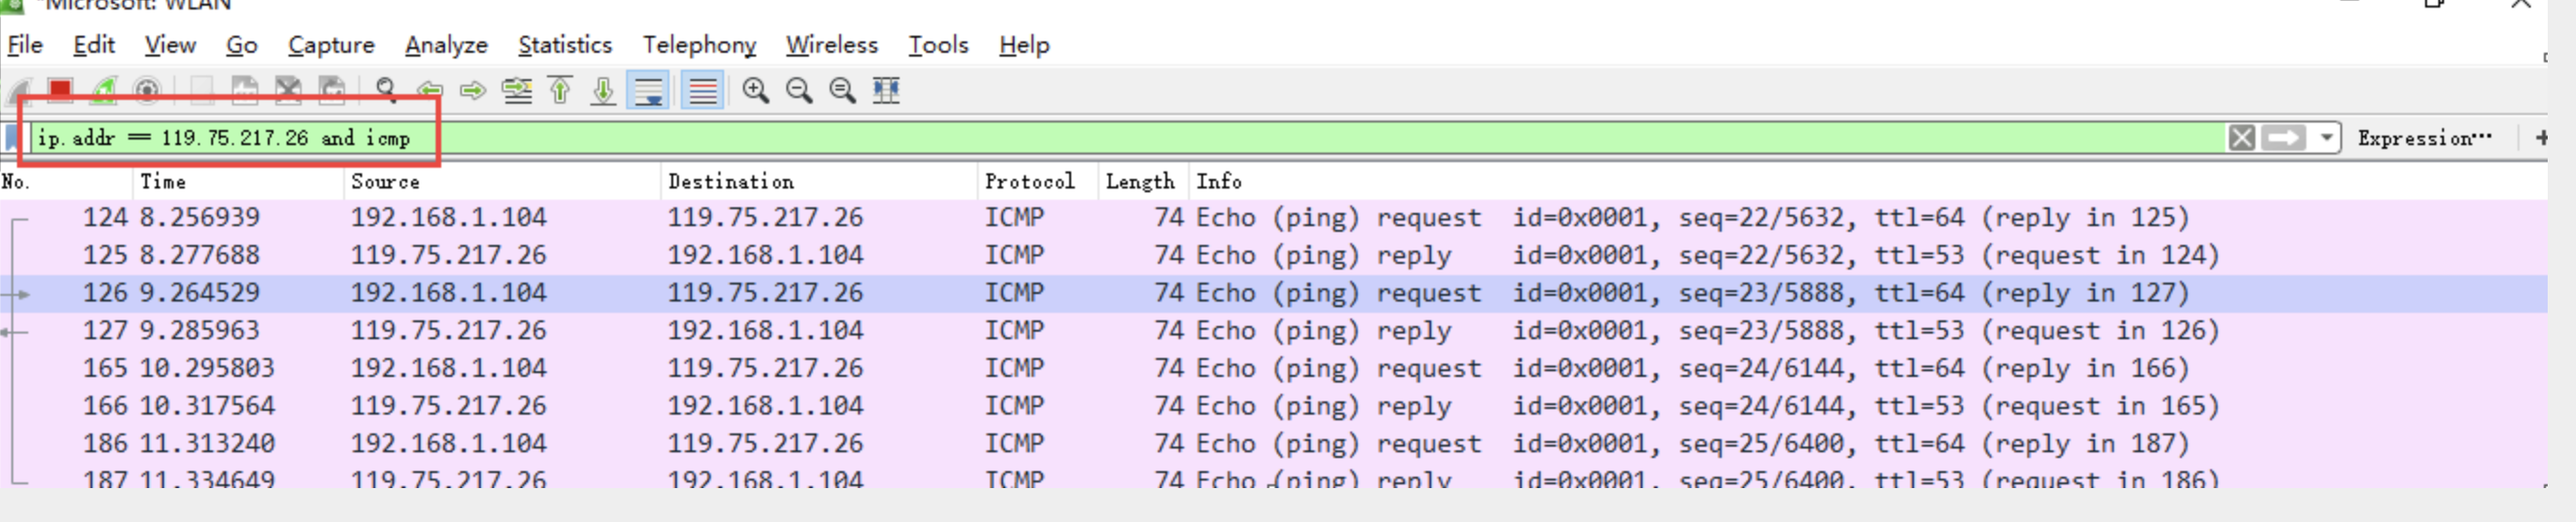 *Microsoft: WLAN
File Edit View Go Capture Analyze Statistics Telephony Wireless Tools Help
ip.addr == 119.75.217.26 and icmp Expression… +
No. Time Source Destination Protocol Length Info
124 8.256939 192.168.1.104 119.75.217.26 ICMP 74 Echo (ping) request id=0x0001, seq=22/5632, ttl=64 (reply in 125)
125 8.277688 119.75.217.26 192.168.1.104 ICMP 74 Echo (ping) reply id=0x0001, seq=22/5632, ttl=53 (request in 124)
126 9.264529 192.168.1.104 119.75.217.26 ICMP 74 Echo (ping) request id=0x0001, seq=23/5888, ttl=64 (reply in 127)
127 9.285963 119.75.217.26 192.168.1.104 ICMP 74 Echo (ping) reply id=0x0001, seq=23/5888, ttl=53 (request in 126)
165 10.295803 192.168.1.104 119.75.217.26 ICMP 74 Echo (ping) request id=0x0001, seq=24/6144, ttl=64 (reply in 166)
166 10.317564 119.75.217.26 192.168.1.104 ICMP 74 Echo (ping) reply id=0x0001, seq=24/6144, ttl=53 (request in 165)
186 11.313240 192.168.1.104 119.75.217.26 ICMP 74 Echo (ping) request id=0x0001, seq=25/6400, ttl=64 (reply in 187)
187 11.334649 119.75.217.26 192.168.1.104 ICMP 74 Echo (ping) reply id=0x0001, seq=25/6400, ttl=53 (request in 186)